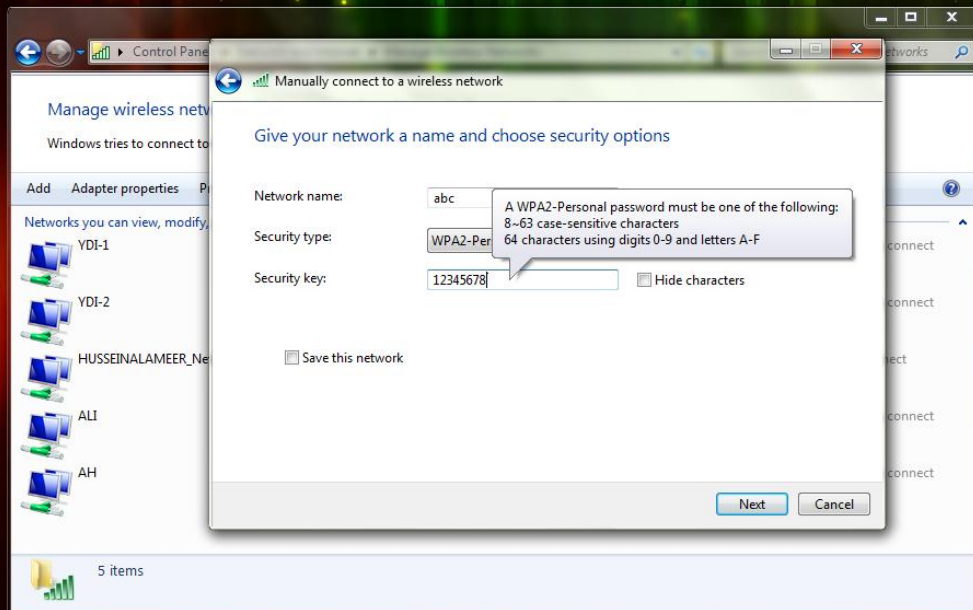 Control Pane
etworks
Manually connect to a wireless network
Manage wireless netw
Windows tries to connect to
Give your network a name and choose security options
Add Adapter properties P
Networks you can view, modify,
Network name: abc
A WPA2-Personal password must be one of the following:
8~63 case-sensitive characters
64 characters using digits 0-9 and letters A-F
Security type: WPA2-Per
YDI-1
connect
Security key: 12345678 Hide characters
YDI-2
connect
HUSSEINALAMEER_Ne
nect
Save this network
ALI
connect
AH
connect
Next Cancel
5 items